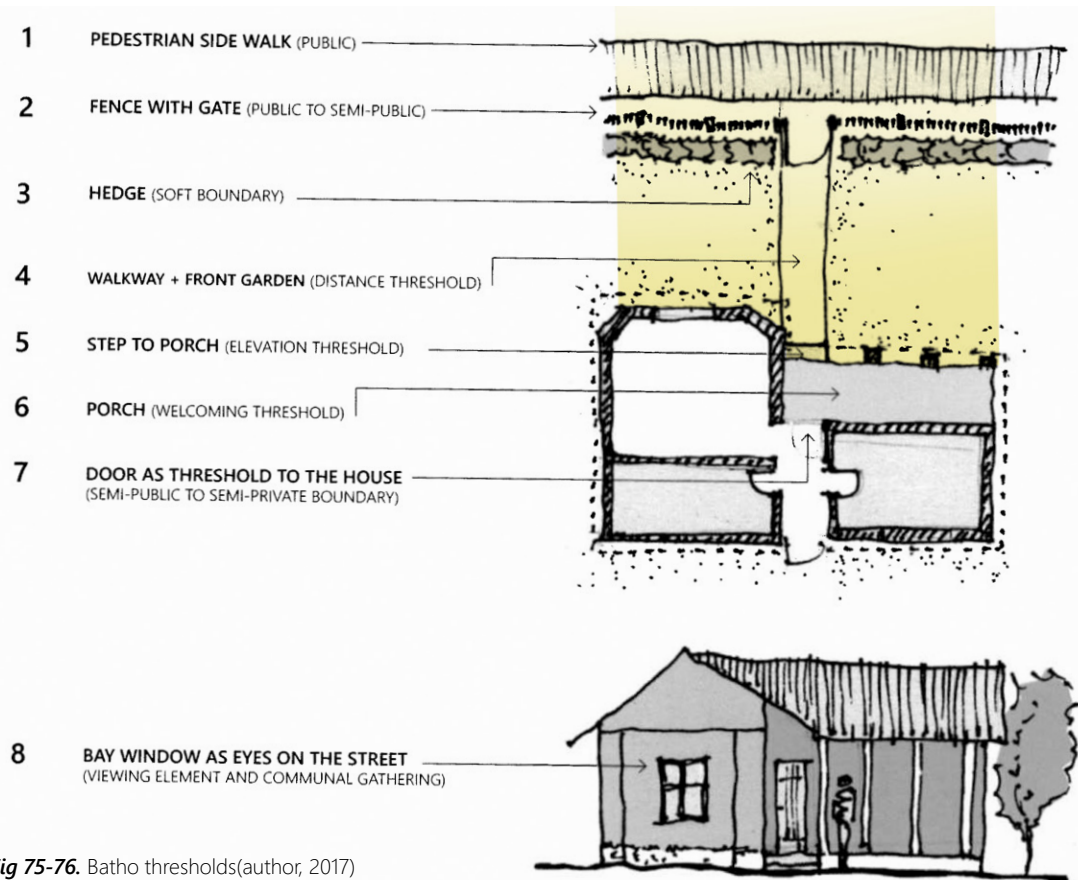 1 PEDESTRIAN SIDE WALK (PUBLIC)
2 FENCE WITH GATE (PUBLIC TO SEMI-PUBLIC)
3 HEDGE (SOFT BOUNDARY)
4 WALKWAY + FRONT GARDEN (DISTANCE THRESHOLD)
5 STEP TO PORCH (ELEVATION THRESHOLD)
6 PORCH (WELCOMING THRESHOLD)
7 DOOR AS THRESHOLD TO THE HOUSE
(SEMI-PUBLIC TO SEMI-PRIVATE BOUNDARY)
8 BAY WINDOW AS EYES ON THE STREET
(VIEWING ELEMENT AND COMMUNAL GATHERING)
ig 75-76. Batho thresholds(author, 2017)